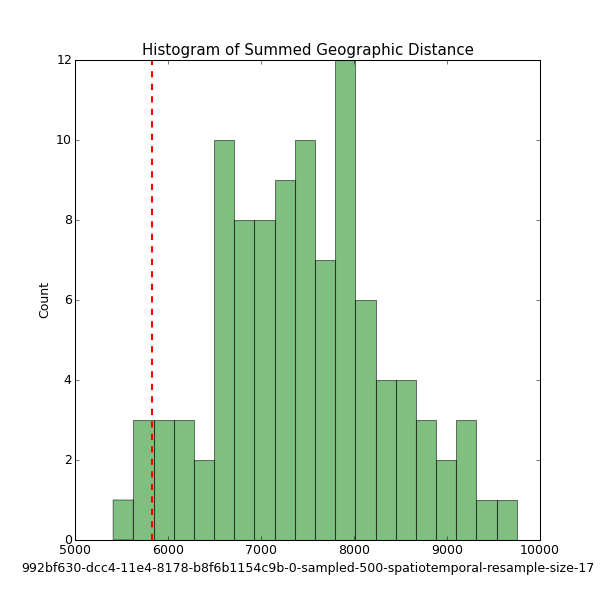 Histogram of Summed Geographic Distance
12
10
8
6
4
2
0
Count
5000 6000 7000 8000 9000 10000
992bf630-dcc4-11e4-8178-b8f6b1154c9b-0-sampled-500-spatiotemporal-resample-size-17